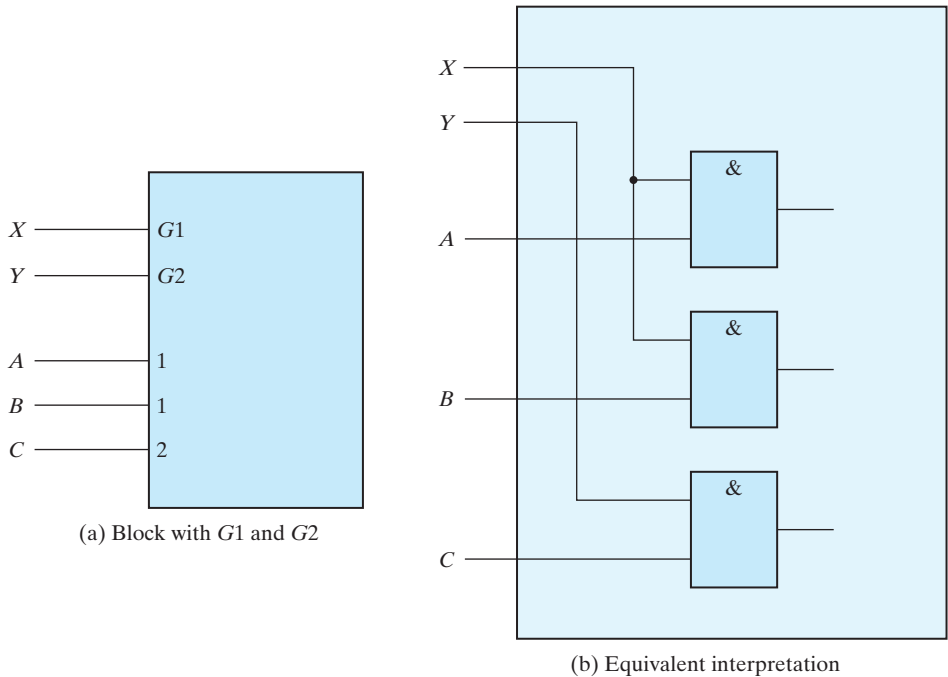 X G1
Y G2
A 1
B 1
C 2
(a) Block with G1 and G2
X
Y
&
A
&
B
&
C
(b) Equivalent interpretation